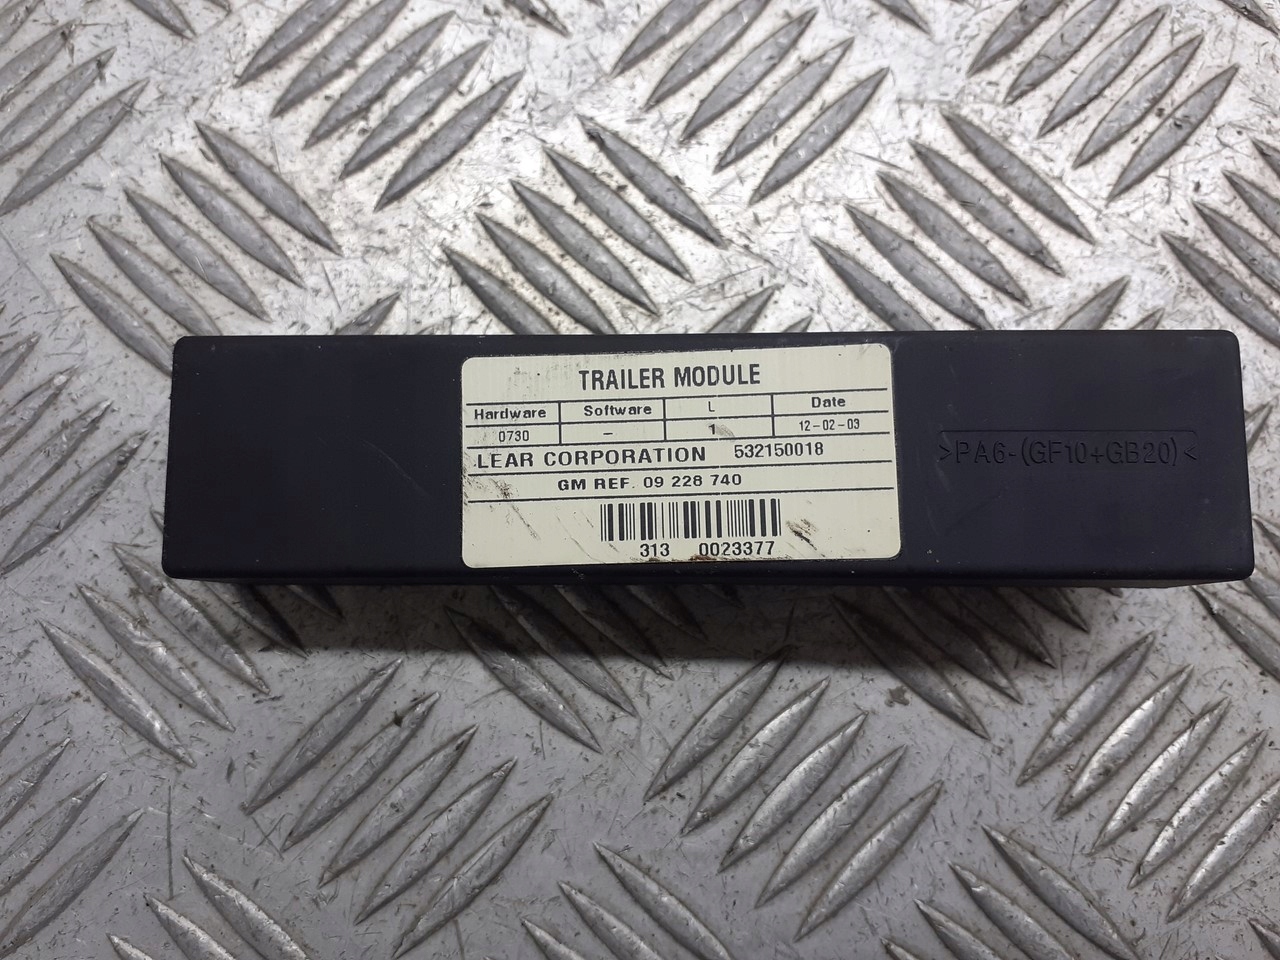 TRAILER MODULE
Hardware Software L Date
0730 – 1 12-02-03
LEAR CORPORATION 532150018
GM REF. 09 228 740
313 0023377
>PA6-(GF10+GB20)<